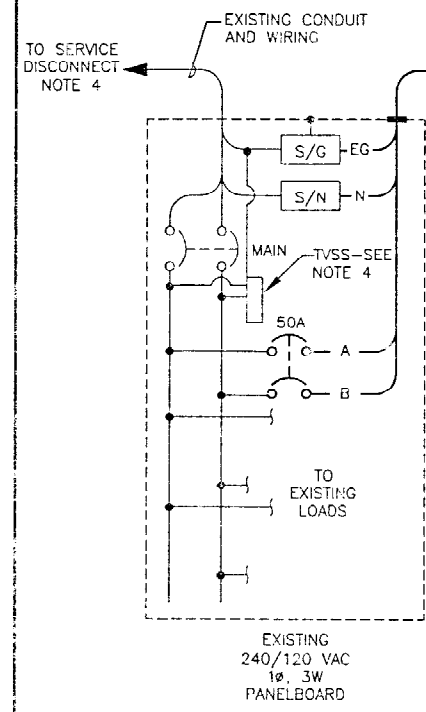 EXISTING CONDUIT
AND WIRING
TO SERVICE
DISCONNECT
NOTE 4
S/G
EG
S/N
N
MAIN
TVSS-SEE
NOTE 4
50A
A
B
TO
EXISTING
LOADS
EXISTING
240/120 VAC
1ø, 3W
PANELBOARD